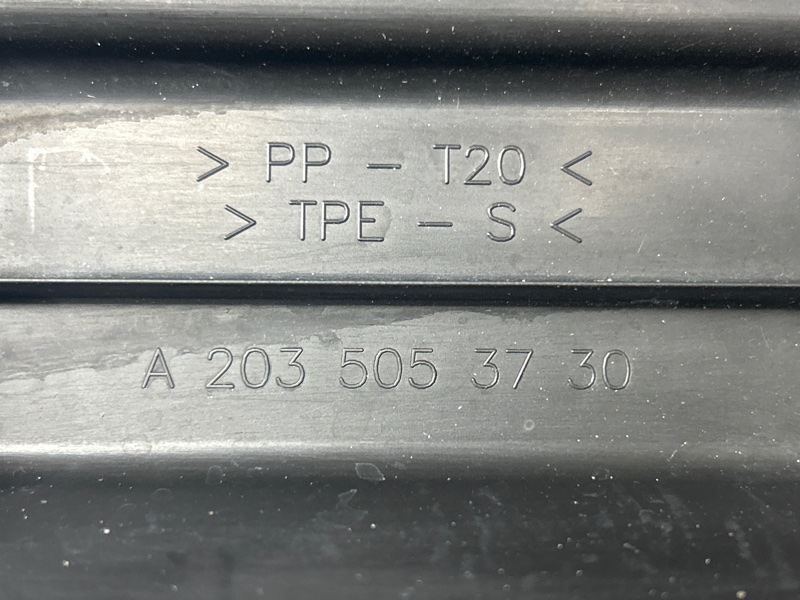 > PP - T20 <
> TPE - S <
A 203 505 37 30